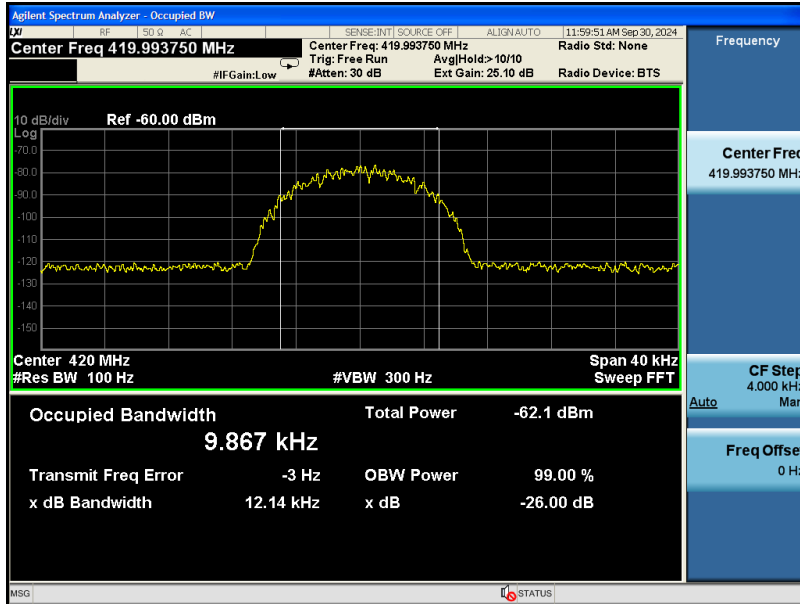 Agilent Spectrum Analyzer - Occupied BW
LXI RF 50 Ω AC SENSE:INT SOURCE OFF ALIGN AUTO 11:59:51 AM Sep 30, 2024
Center Freq 419.993750 MHz
Center Freq: 419.993750 MHz Radio Std: None
Trig: Free Run Avg|Hold:>10/10
#IFGain:Low #Atten: 30 dB Ext Gain: 25.10 dB Radio Device: BTS
10 dB/div Ref -60.00 dBm
Log
-70.0
-80.0
-90.0
-100
-110
-120
-130
-140
-150
Center 420 MHz Span 40 kHz
#Res BW 100 Hz #VBW 300 Hz Sweep FFT
Occupied Bandwidth Total Power -62.1 dBm
9.867 kHz
Transmit Freq Error -3 Hz OBW Power 99.00 %
x dB Bandwidth 12.14 kHz x dB -26.00 dB
Frequency
Center Freq
419.993750 MHz
CF Step
4.000 kHz
Auto Man
Freq Offset
0 Hz
MSG STATUS